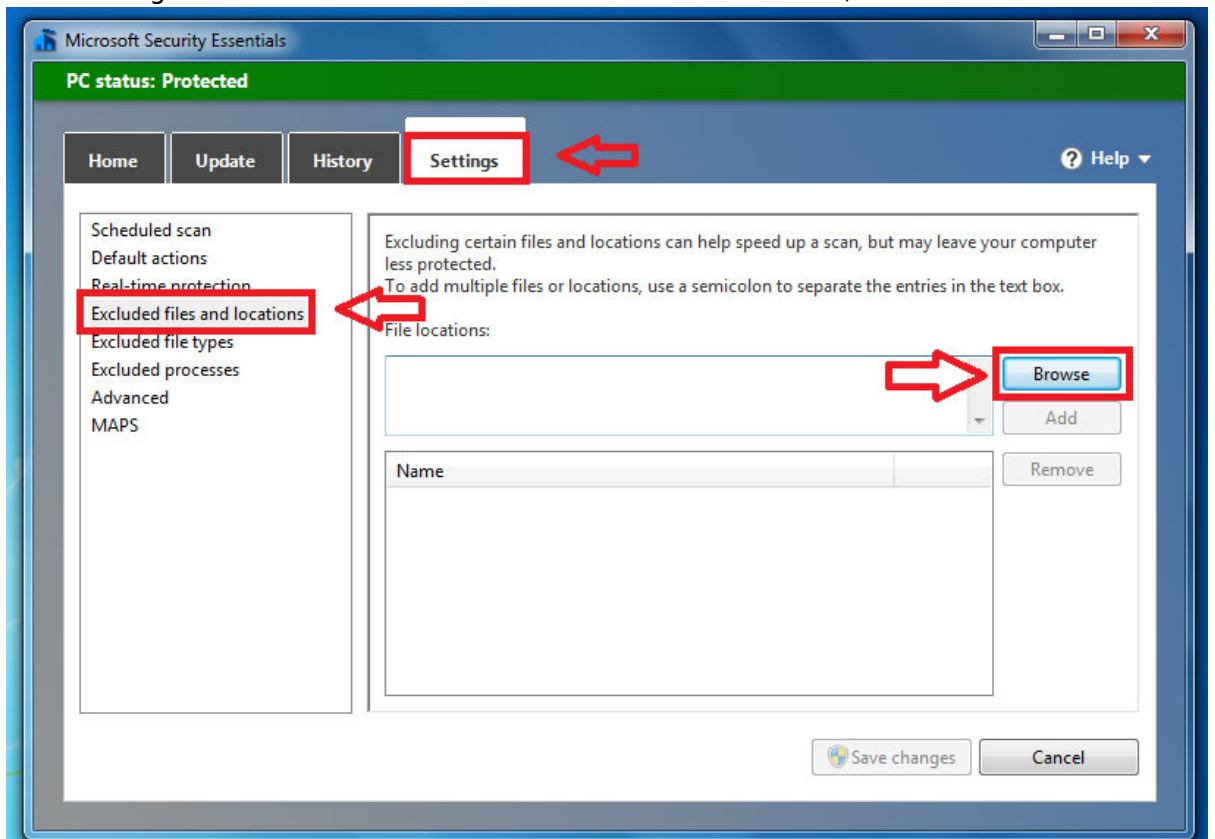 Microsoft Security Essentials
PC status: Protected
Home
Update
History
Settings
Help
Scheduled scan
Default actions
Real-time protection
Excluded files and locations
Excluded file types
Excluded processes
Advanced
MAPS
Excluding certain files and locations can help speed up a scan, but may leave your computer
less protected.
To add multiple files or locations, use a semicolon to separate the entries in the text box.
File locations:
Browse
Add
Name
Remove
Save changes
Cancel